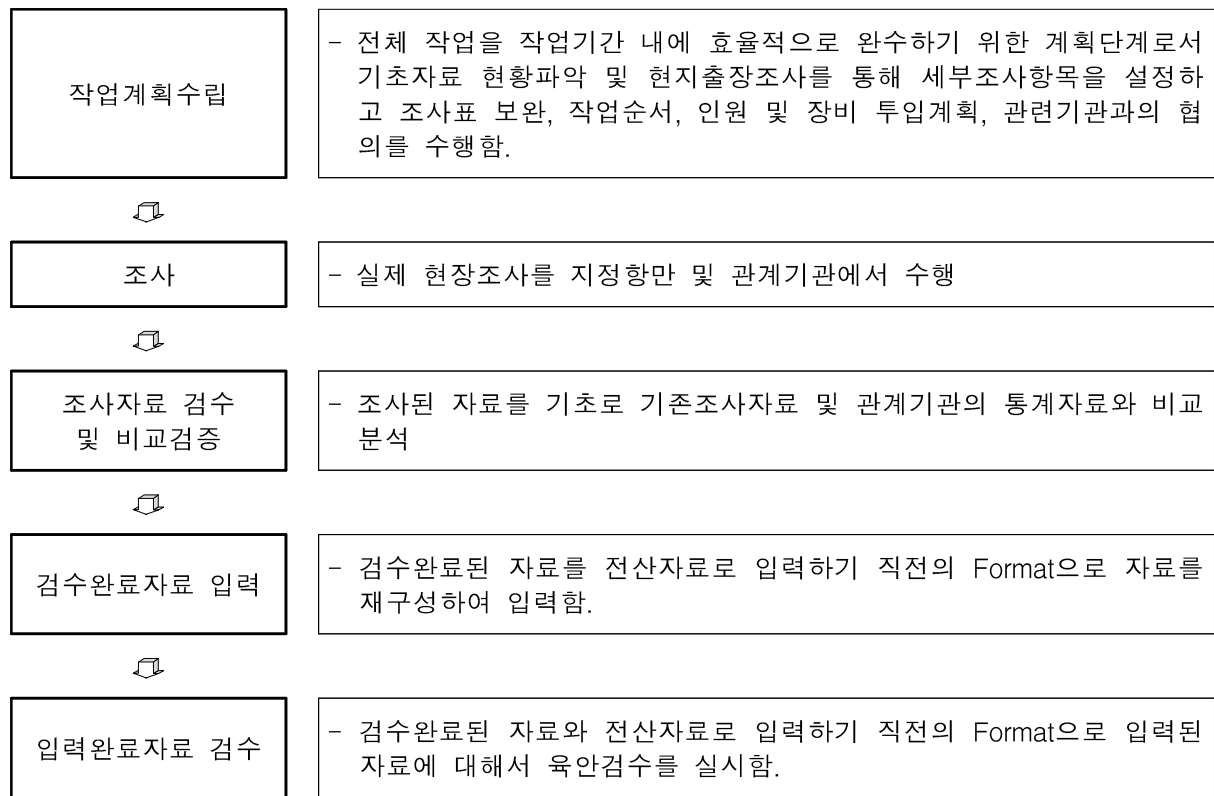 작업계획수립
- 전체 작업을 작업기간 내에 효율적으로 완수하기 위한 계획단계로서
기초자료 현황파악 및 현지출장조사를 통해 세부조사항목을 설정하
고 조사표 보완, 작업순서, 인원 및 장비 투입계획, 관련기관과의 협
의를 수행함.
조사
- 실제 현장조사를 지정항만 및 관계기관에서 수행
조사자료 검수
및 비교검증
- 조사된 자료를 기초로 기존조사자료 및 관계기관의 통계자료와 비교
분석
검수완료자료 입력
- 검수완료된 자료를 전산자료로 입력하기 직전의 Format으로 자료를
재구성하여 입력함.
입력완료자료 검수
- 검수완료된 자료와 전산자료로 입력하기 직전의 Format으로 입력된
자료에 대해서 육안검수를 실시함.